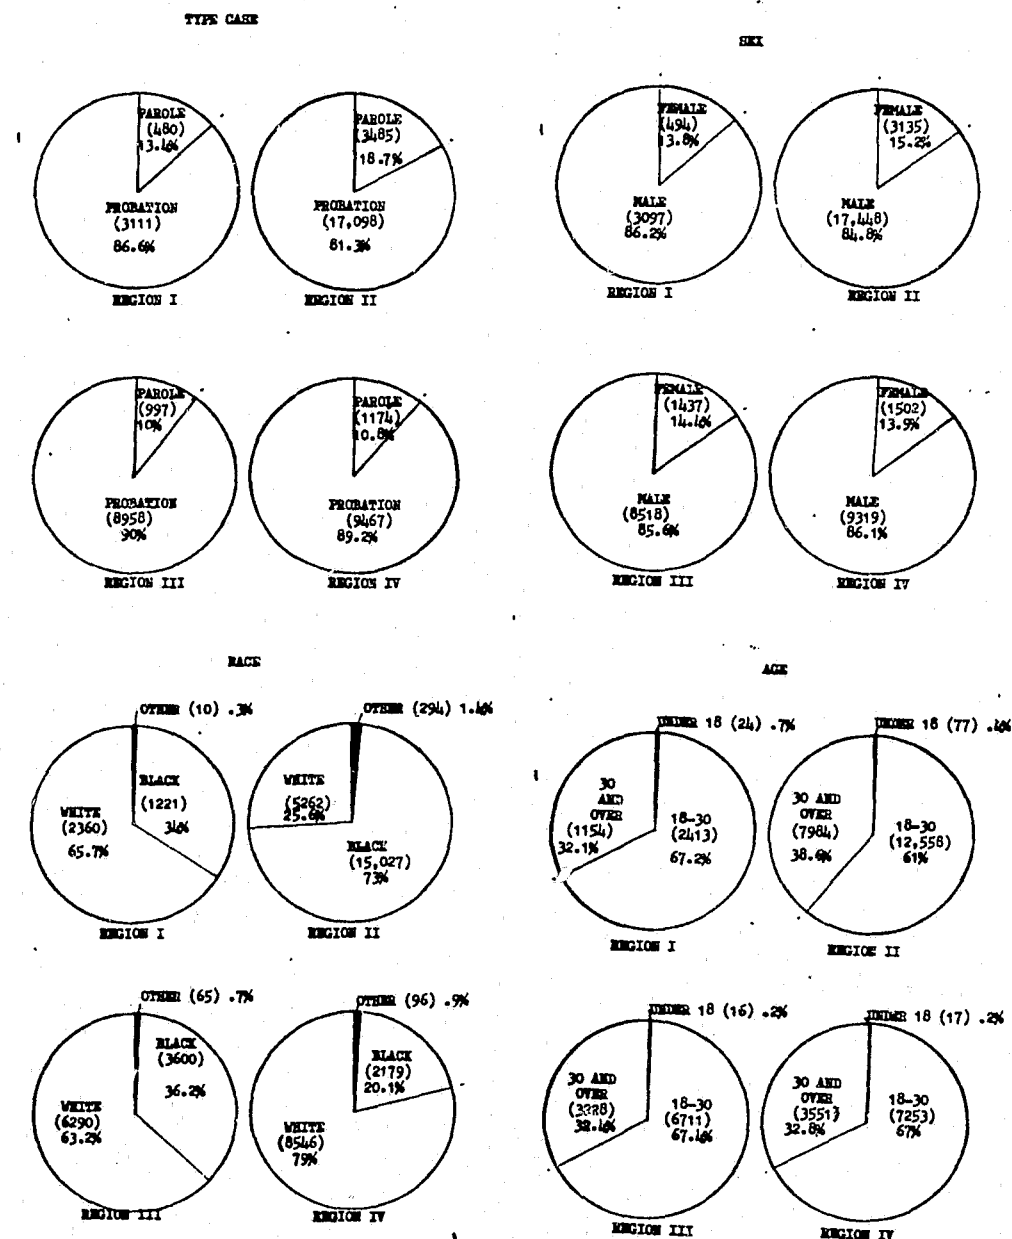 TYPE CASE
PAROLE
(480)
13.4%
PROBATION
(3111)
86.6%
REGION I
PAROLE
(3485)
18.7%
PROBATION
(17,098)
81.3%
REGION II
PAROLE
(997)
10%
PROBATION
(8958)
90%
REGION III
PAROLE
(1174)
10.8%
PROBATION
(9467)
89.2%
REGION IV
SEX
FEMALE
(494)
13.8%
MALE
(3097)
86.2%
REGION I
FEMALE
(3135)
15.2%
MALE
(17,448)
84.8%
REGION II
FEMALE
(1437)
14.4%
MALE
(8518)
85.6%
REGION III
FEMALE
(1502)
13.9%
MALE
(9319)
86.1%
REGION IV
RACE
OTHER (10) .3%
BLACK
(1221)
34%
WHITE
(2360)
65.7%
REGION I
OTHER (294) 1.4%
WHITE
(5262)
25.6%
BLACK
(15,027)
73%
REGION II
OTHER (65) .7%
BLACK
(3600)
36.2%
WHITE
(6290)
63.2%
REGION III
OTHER (96) .9%
BLACK
(2179)
20.1%
WHITE
(8546)
79%
REGION IV
AGE
UNDER 18 (24) .7%
30
AND
OVER
(1154)
32.1%
18-30
(2413)
67.2%
REGION I
UNDER 18 (77) .4%
30 AND
OVER
(7984)
38.6%
18-30
(12,558)
61%
REGION II
UNDER 18 (16) .2%
30 AND
OVER
32.4%
18-30
(6711)
67.4%
REGION III
UNDER 18 (17) .2%
30 AND
OVER
(3551)
32.8%
18-30
(7253)
67%
REGION IV